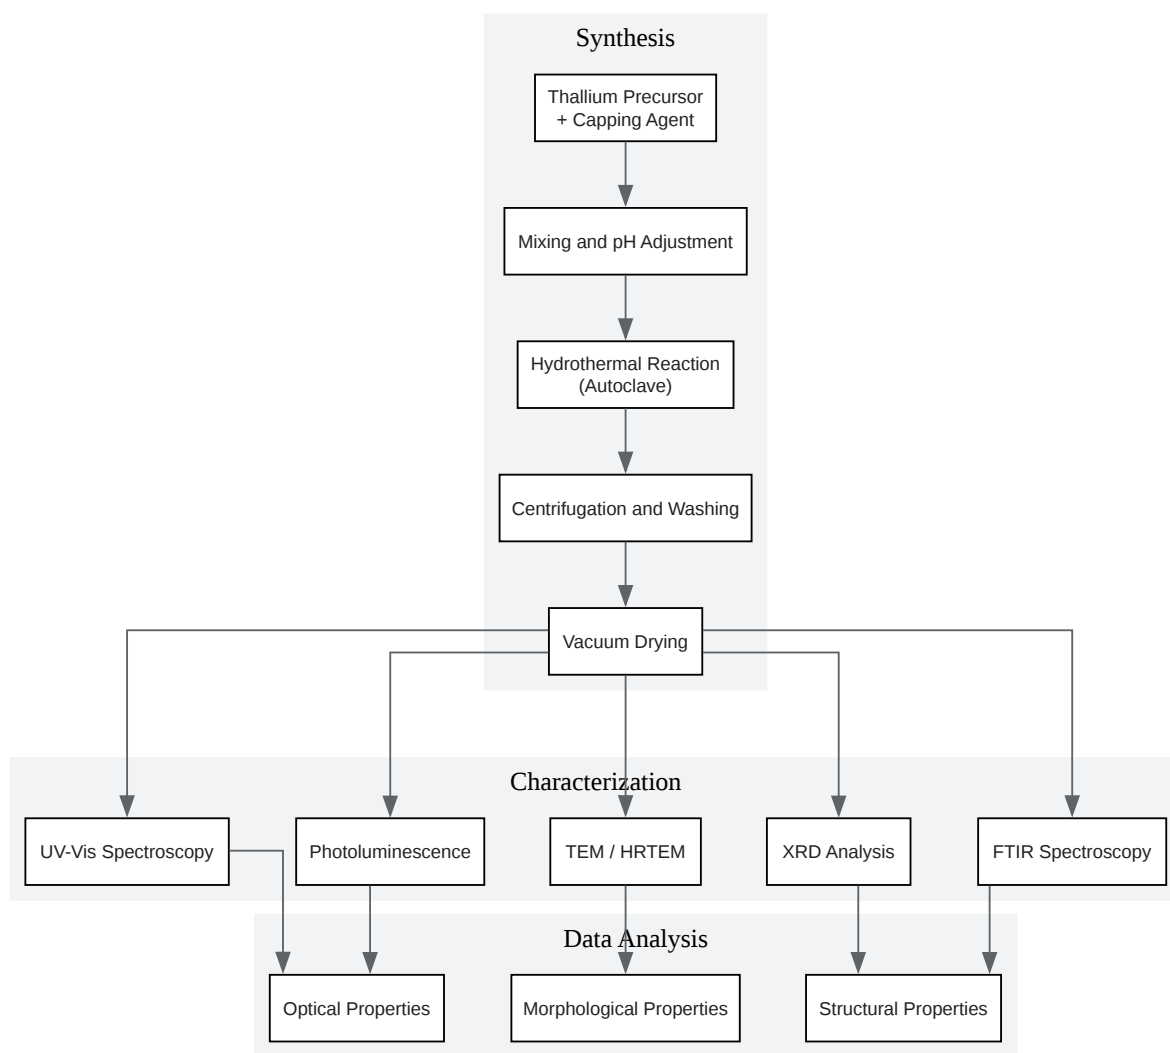 Synthesis
Thallium Precursor
+ Capping Agent
Mixing and pH Adjustment
Hydrothermal Reaction
(Autoclave)
Centrifugation and Washing
Vacuum Drying
Characterization
UV-Vis Spectroscopy
Photoluminescence
TEM / HRTEM
XRD Analysis
FTIR Spectroscopy
Data Analysis
Optical Properties
Morphological Properties
Structural Properties